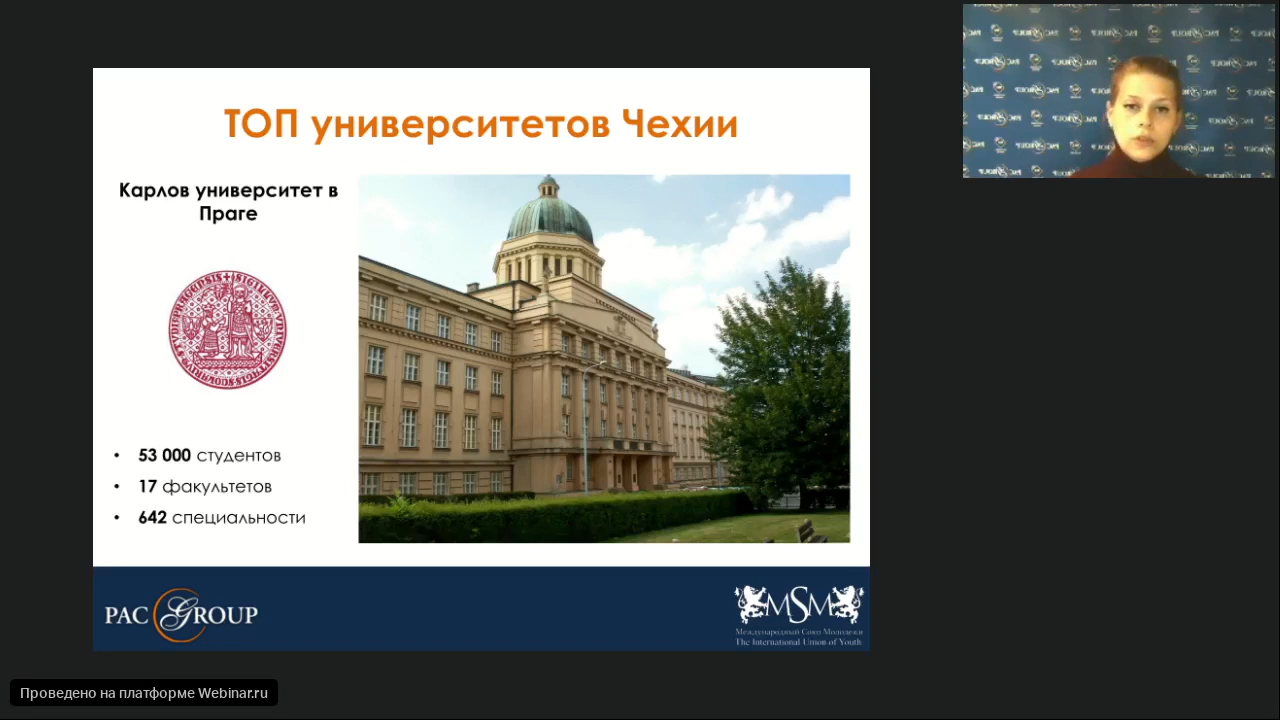 ТОП университетов Чехии
Карлов университет в
Праге
• 53 000 студентов
• 17 факультетов
• 642 специальности
PAC GROUP
MSM
Международный Союз Молодежи
The International Union of Youth
Проведено на платформе Webinar.ru